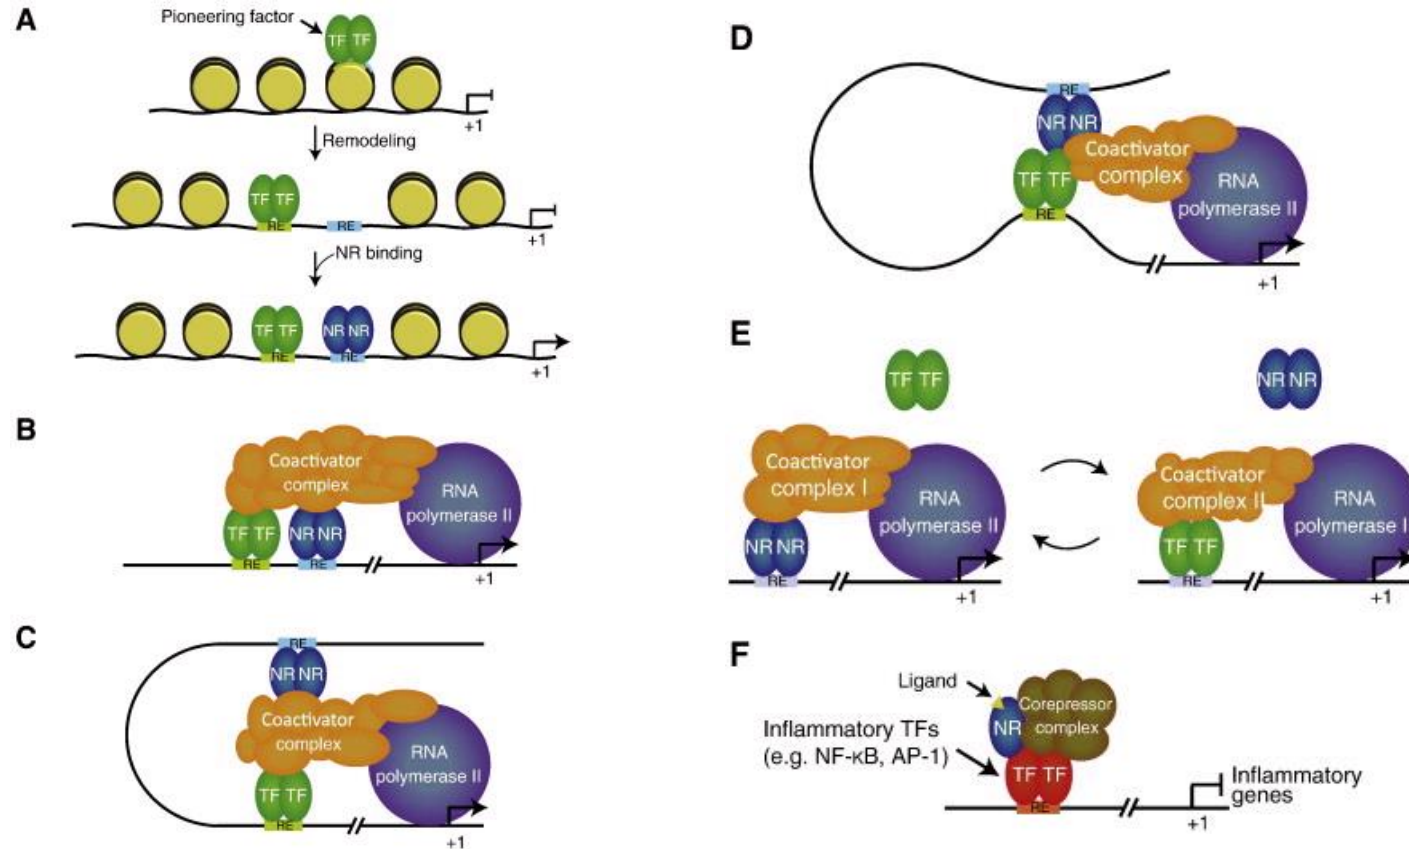 A
Pioneering factor
TF TF
+1
Remodeling
TF TF
RE
RE
+1
NR binding
TF TF
NR NR
RE
RE
+1
B
Coactivator
complex
RNA
polymerase II
TF TF
NR NR
RE
RE
+1
C
RE
NR NR
Coactivator
complex
RNA
polymerase II
TF TF
RE
+1
D
RE
NR NR
Coactivator
complex
TF TF
RNA
polymerase II
RE
+1
E
TF TF
NR NR
Coactivator
complex I
RNA
polymerase II
NR NR
RE
+1
Coactivator
complex II
RNA
polymerase I
TF TF
RE
+1
F
Ligand
Corepressor
complex
NR
Inflammatory TFs
(e.g. NF-κB, AP-1)
TF TF
RE
Inflammatory
genes
+1